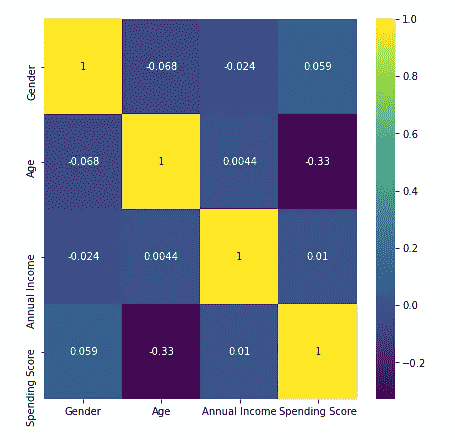 Gender 1 -0.068 -0.024 0.059
Age -0.068 1 0.0044 -0.33
Annual Income -0.024 0.0044 1 0.01
Spending Score 0.059 -0.33 0.01 1
Gender Age Annual Income Spending Score
1.0
0.8
0.6
0.4
0.2
0.0
−0.2